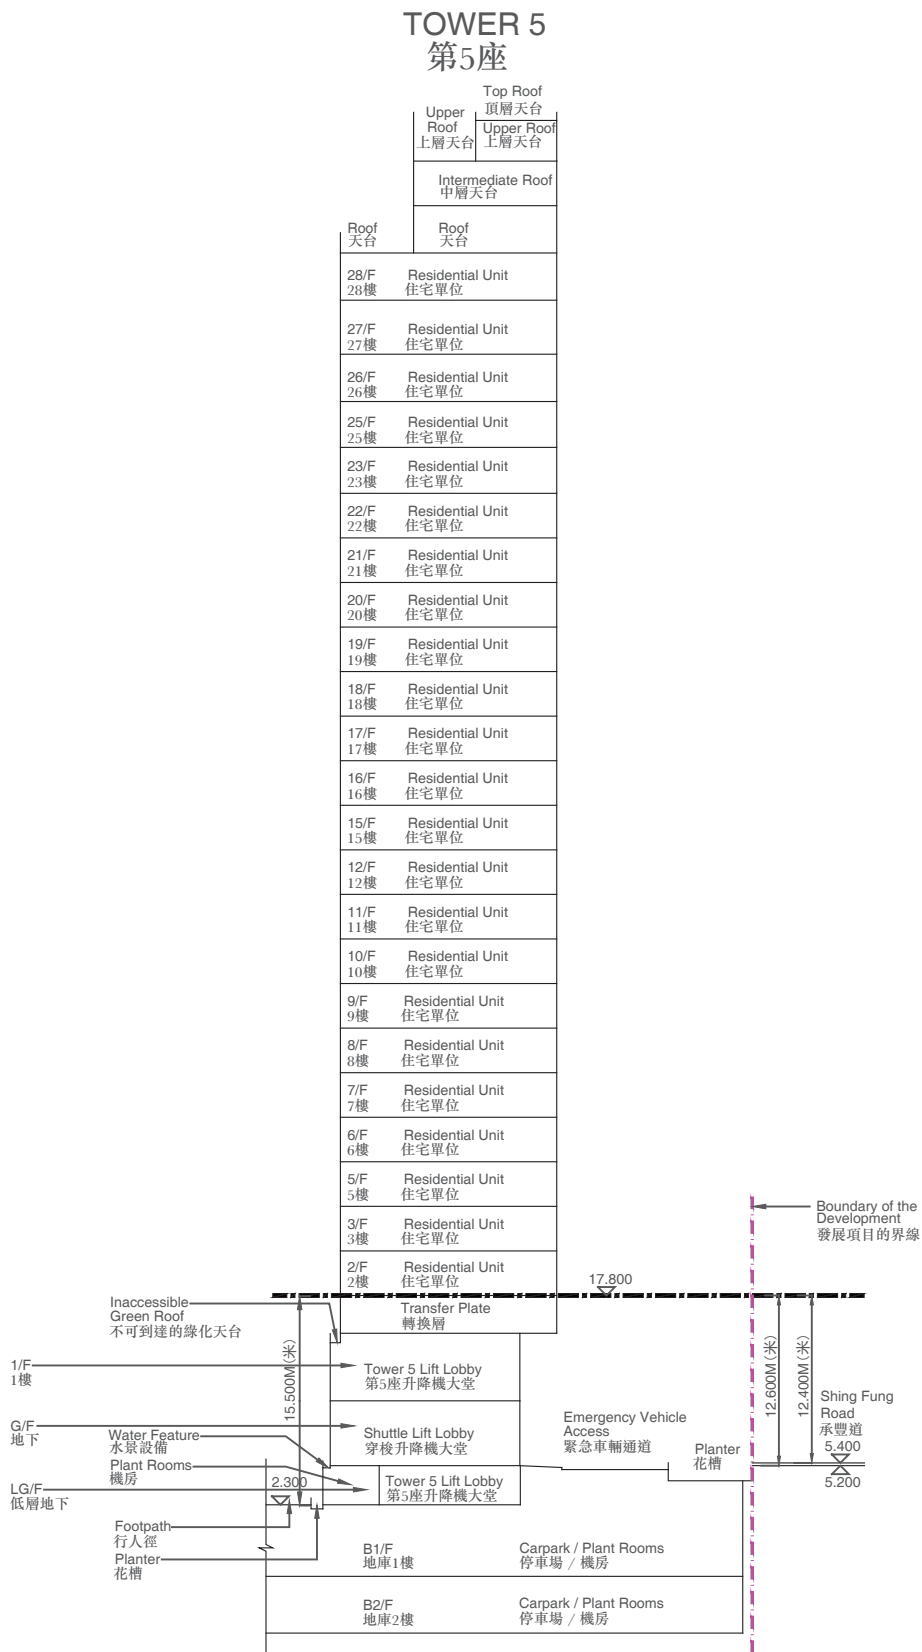 TOWER 5
第5座
Top Roof
頂層天台
Upper
Roof
上層天台
Upper Roof
上層天台
Intermediate Roof
中層天台
Roof
天台
Roof
天台
28/F Residential Unit
28樓 住宅單位
27/F Residential Unit
27樓 住宅單位
26/F Residential Unit
26樓 住宅單位
25/F Residential Unit
25樓 住宅單位
23/F Residential Unit
23樓 住宅單位
22/F Residential Unit
22樓 住宅單位
21/F Residential Unit
21樓 住宅單位
20/F Residential Unit
20樓 住宅單位
19/F Residential Unit
19樓 住宅單位
18/F Residential Unit
18樓 住宅單位
17/F Residential Unit
17樓 住宅單位
16/F Residential Unit
16樓 住宅單位
15/F Residential Unit
15樓 住宅單位
12/F Residential Unit
12樓 住宅單位
11/F Residential Unit
11樓 住宅單位
10/F Residential Unit
10樓 住宅單位
9/F Residential Unit
9樓 住宅單位
8/F Residential Unit
8樓 住宅單位
7/F Residential Unit
7樓 住宅單位
6/F Residential Unit
6樓 住宅單位
5/F Residential Unit
5樓 住宅單位
3/F Residential Unit
3樓 住宅單位
2/F Residential Unit
2樓 住宅單位
Boundary of the
Development
發展項目的界線
17.800
Transfer Plate
轉換層
Inaccessible
Green Roof
不可到達的綠化天台
15.500M(米)
12.600M(米)
12.400M(米)
1/F
1樓
Tower 5 Lift Lobby
第5座升降機大堂
G/F
地下
Shuttle Lift Lobby
穿梭升降機大堂
Emergency Vehicle
Access
緊急車輛通道
Planter
花槽
Shing Fung
Road
承豐道
5.400
5.200
Water Feature
水景設備
Plant Rooms
機房
2.300
LG/F
低層地下
Tower 5 Lift Lobby
第5座升降機大堂
Footpath
行人徑
Planter
花槽
B1/F Carpark / Plant Rooms
地庫1樓 停車場 / 機房
B2/F Carpark / Plant Rooms
地庫2樓 停車場 / 機房